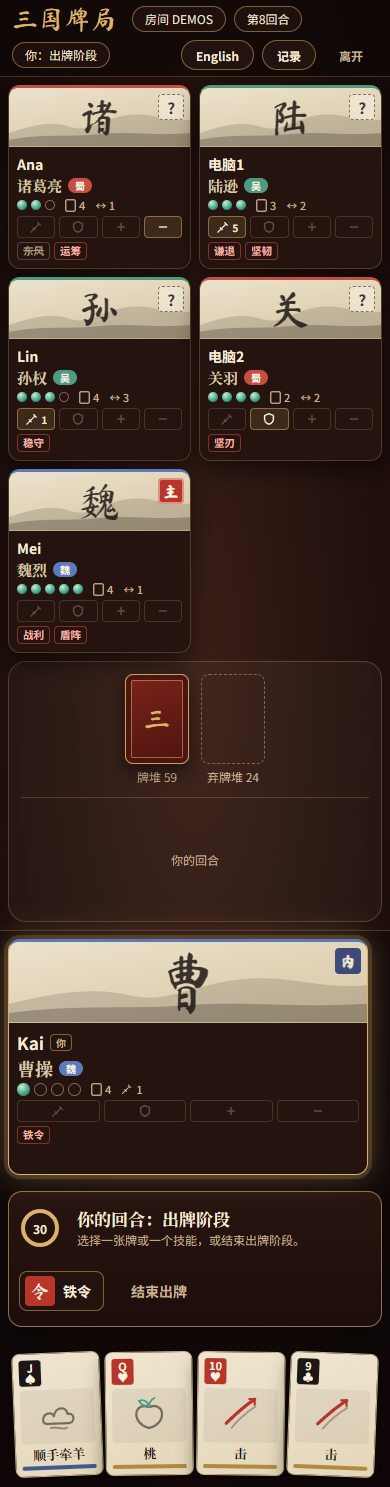 三国牌局 房间 DEMOS 第8回合
你：出牌阶段 English 记录 离开
诸 ?
Ana
诸葛亮 蜀
4 ↔1
东风 运筹
陆 ?
电脑1
陆逊 吴
3 ↔2
5
谦退 坚韧
孙 ?
Lin
孙权 吴
4 ↔3
1
稳守
关 ?
电脑2
关羽 蜀
2 ↔2
坚刃
魏 主
Mei
魏烈 魏
4 ↔1
战利 盾阵
三
牌堆 59 弃牌堆 24
你的回合
曹 内
Kai 你
曹操 魏
4 1
铁令
30 你的回合：出牌阶段
选择一张牌或一个技能，或结束出牌阶段。
令 铁令 结束出牌
J♠ 顺手牵羊
Q♥ 桃
10♥ 击
9♣ 击